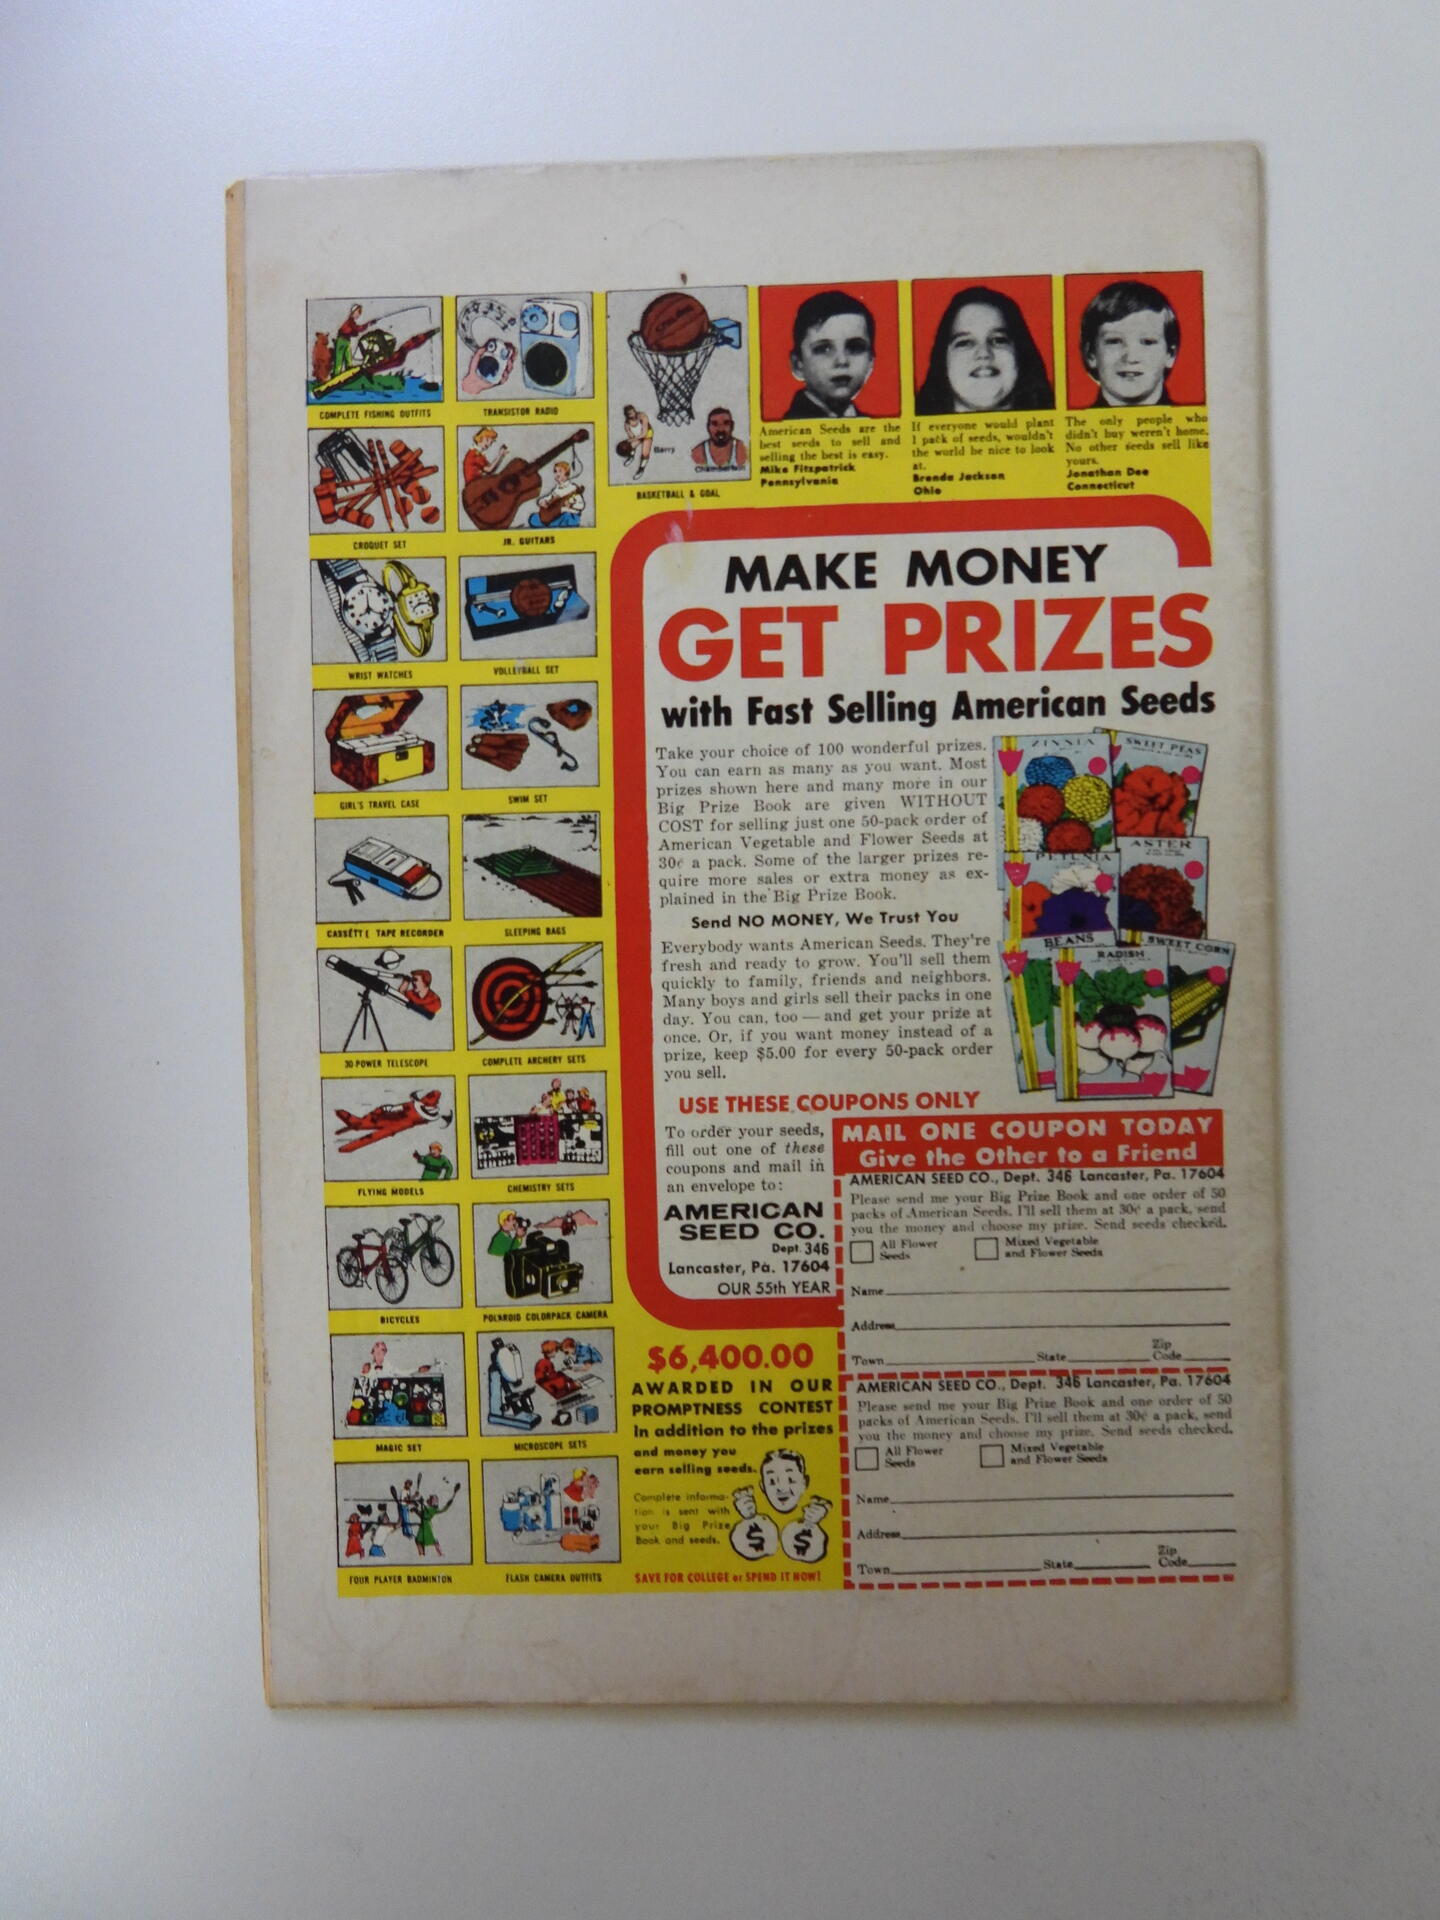 COMPLETE FISHING OUTFITS
TRANSISTOR RADIO
Barry
Chamberlain
BASKETBALL & GOAL
American Seeds are the
best seeds to sell and
selling the best is easy.
Mike Fitzpatrick
Pennsylvania
If everyone would plant
1 pack of seeds, wouldn't
the world be nice to look
at.
Brenda Jackson
Ohio
The only people who
didn't buy weren't home.
No other seeds sell like
yours.
Jonathan Dee
Connecticut
CROQUET SET
JR. GUITARS
WRIST WATCHES
VOLLEYBALL SET
GIRL'S TRAVEL CASE
SWIM SET
CASSETTE TAPE RECORDER
SLEEPING BAGS
30-POWER TELESCOPE
COMPLETE ARCHERY SETS
FLYING MODELS
CHEMISTRY SETS
BICYCLES
POLAROID COLORPACK CAMERA
MAGIC SET
MICROSCOPE SETS
FOUR PLAYER BADMINTON
FLASH CAMERA OUTFITS
MAKE MONEY
GET PRIZES
with Fast Selling American Seeds
Take your choice of 100 wonderful prizes.
You can earn as many as you want. Most
prizes shown here and many more in our
Big Prize Book are given WITHOUT
COST for selling just one 50-pack order of
American Vegetable and Flower Seeds at
30¢ a pack. Some of the larger prizes re-
quire more sales or extra money as ex-
plained in the Big Prize Book.
Send NO MONEY, We Trust You
Everybody wants American Seeds. They're
fresh and ready to grow. You'll sell them
quickly to family, friends and neighbors.
Many boys and girls sell their packs in one
day. You can, too — and get your prize at
once. Or, if you want money instead of a
prize, keep $5.00 for every 50-pack order
you sell.
ZINNIA
SWEET PEAS
PETUNIA
ASTER
BEANS
RADISH
SWEET CORN
USE THESE COUPONS ONLY
To order your seeds,
fill out one of these
coupons and mail in
an envelope to:
AMERICAN
SEED CO.
Dept. 346
Lancaster, Pa. 17604
OUR 55th YEAR
MAIL ONE COUPON TODAY
Give the Other to a Friend
AMERICAN SEED CO., Dept. 346 Lancaster, Pa. 17604
Please send me your Big Prize Book and one order of 50
packs of American Seeds. I'll sell them at 30¢ a pack, send
you the money and choose my prize. Send seeds checked.
All Flower
Seeds
Mixed Vegetable
and Flower Seeds
Name
Address
Town State Zip
Code
AMERICAN SEED CO., Dept. 346 Lancaster, Pa. 17604
Please send me your Big Prize Book and one order of 50
packs of American Seeds. I'll sell them at 30¢ a pack, send
you the money and choose my prize. Send seeds checked.
All Flower
Seeds
Mixed Vegetable
and Flower Seeds
Name
Address
Town State Zip
Code
$6,400.00
AWARDED IN OUR
PROMPTNESS CONTEST
In addition to the prizes
and money you
earn selling seeds.
Complete informa-
tion is sent with
your Big Prize
Book and seeds.
$ $
SAVE FOR COLLEGE or SPEND IT NOW!